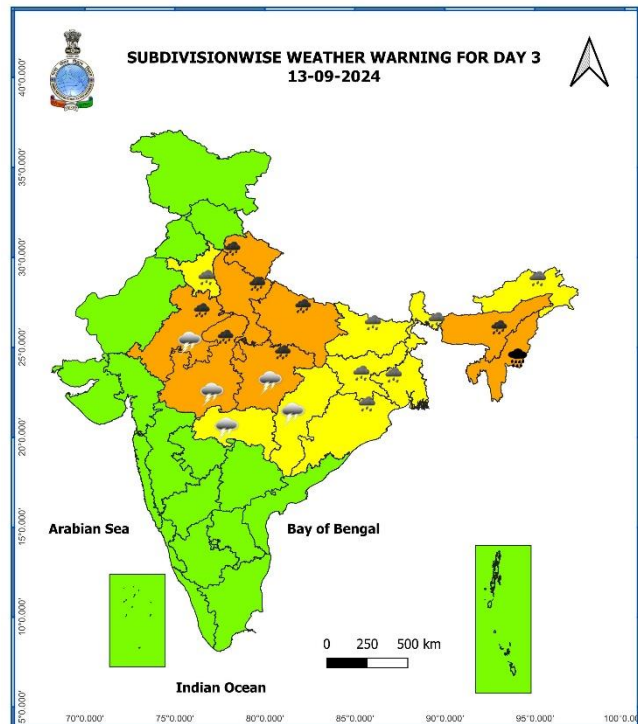 SUBDIVISIONWISE WEATHER WARNING FOR DAY 3
13-09-2024
40°0.000'
35°0.000'
30°0.000'
25°0.000'
20°0.000'
15°0.000'
10°0.000'
5°0.000'
Arabian Sea
Bay of Bengal
0 250 500 km
Indian Ocean
70°0.000' 75°0.000' 80°0.000' 85°0.000' 90°0.000' 95°0.000'